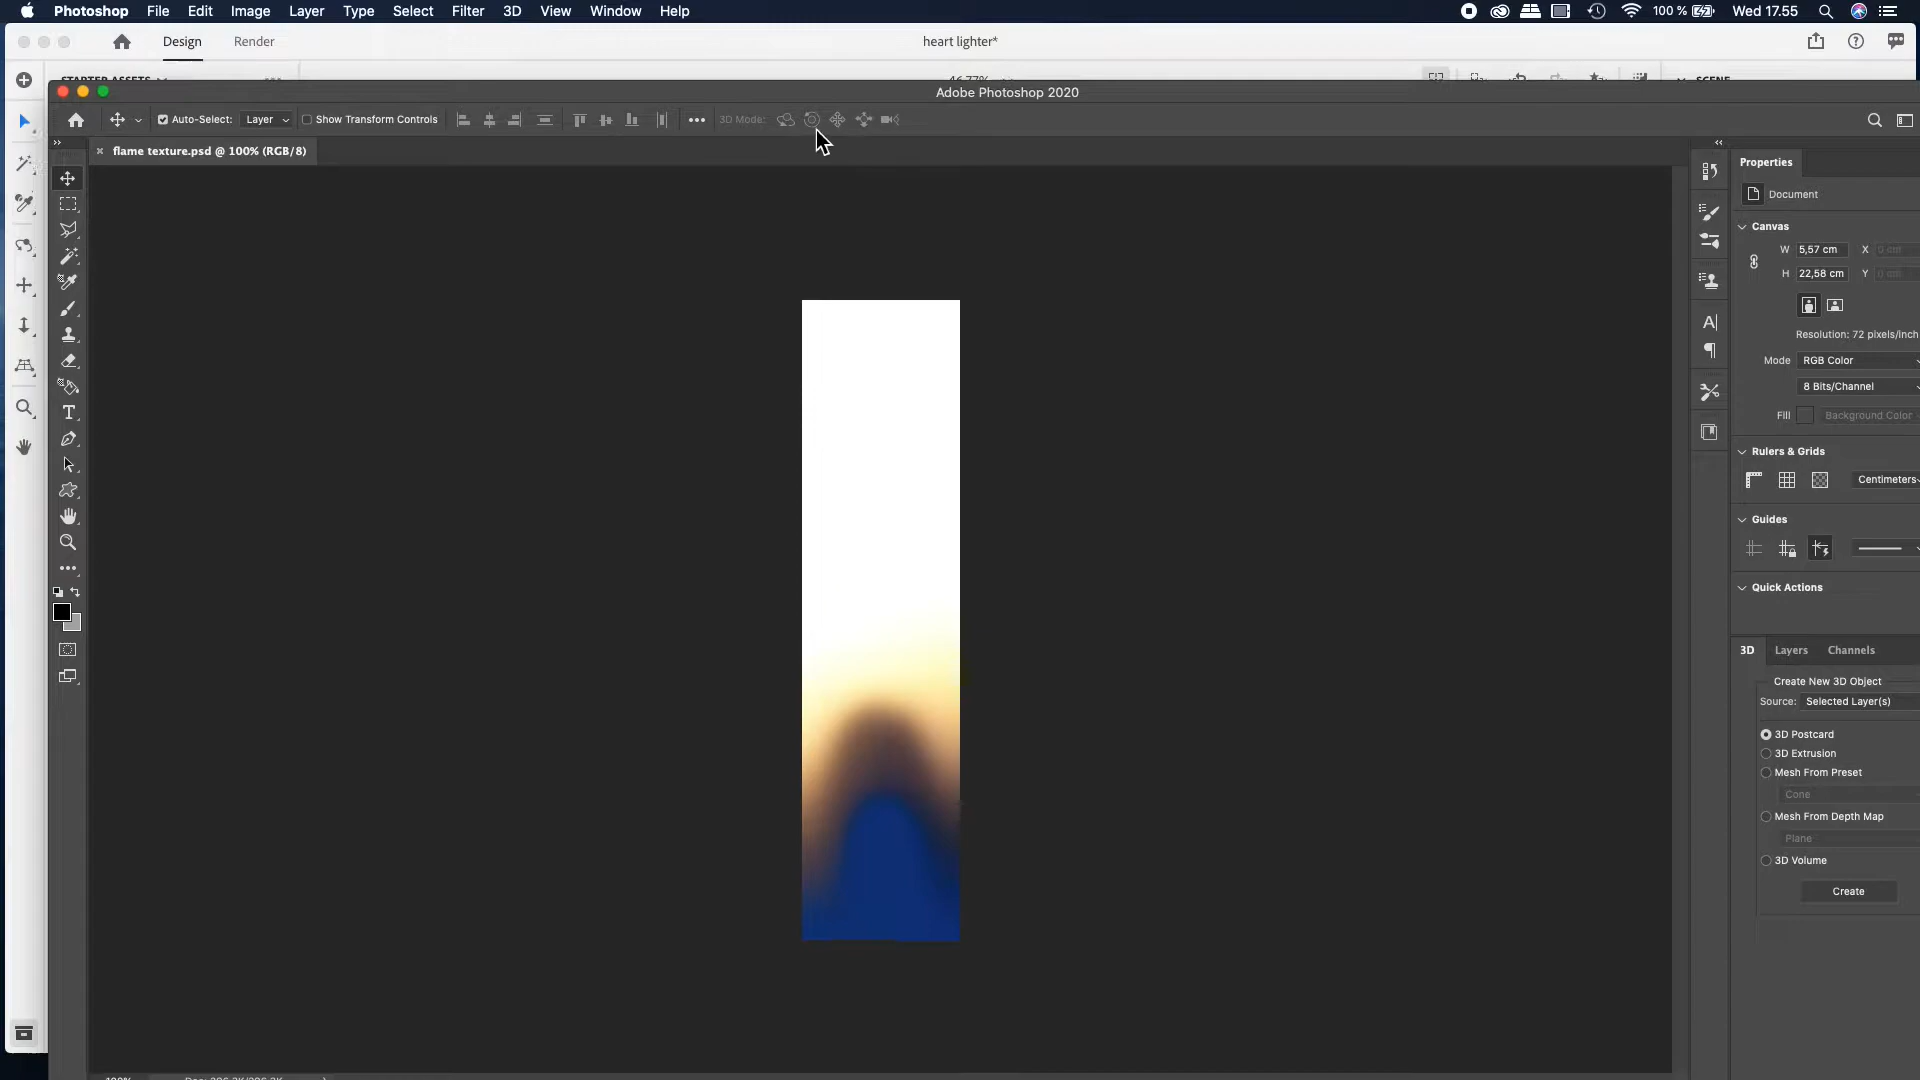 Photoshop File Edit Image Layer Type Select Filter 3D View Window Help 100 % Wed 17.55
Design Render heart lighter*
STARTER ASSETS 46.77% SCENE
Adobe Photoshop 2020
Auto-Select: Layer Show Transform Controls 3D Mode:
flame texture.psd @ 100% (RGB/8)
Properties
Document
Canvas
W 5,57 cm X 0 cm
H 22,58 cm Y 0 cm
Resolution: 72 pixels/inch
Mode RGB Color
8 Bits/Channel
Fill Background Color
Rulers & Grids
Centimeters
Guides
Quick Actions
3D Layers Channels
Create New 3D Object
Source: Selected Layer(s)
3D Postcard
3D Extrusion
Mesh From Preset
Cone
Mesh From Depth Map
Plane
3D Volume
Create
100%